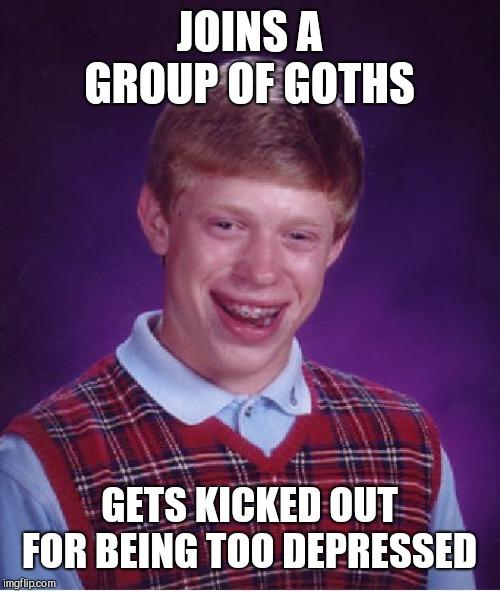 JOINS A
GROUP OF GOTHS
GETS KICKED OUT
FOR BEING TOO DEPRESSED
imgflip.com